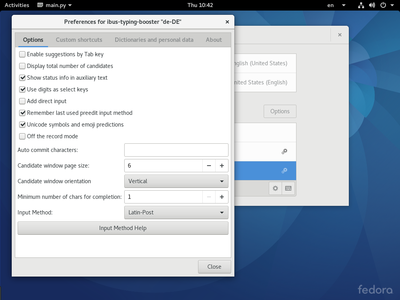 Activities
main.py
Thu 10:42
en
Preferences for ibus-typing-booster "de-DE"
Options
Custom shortcuts
Dictionaries and personal data
About
Enable suggestions by Tab key
Display total number of candidates
Show status info in auxiliary text
Use digits as select keys
Add direct input
Remember last used preedit input method
Unicode symbols and emoji predictions
Off the record mode
Auto commit characters:
Candidate window page size: 6
Candidate window orientation Vertical
Minimum number of chars for completion: 1
Input Method: Latin-Post
Input Method Help
Close
(United States)
(English)
Options
fedora